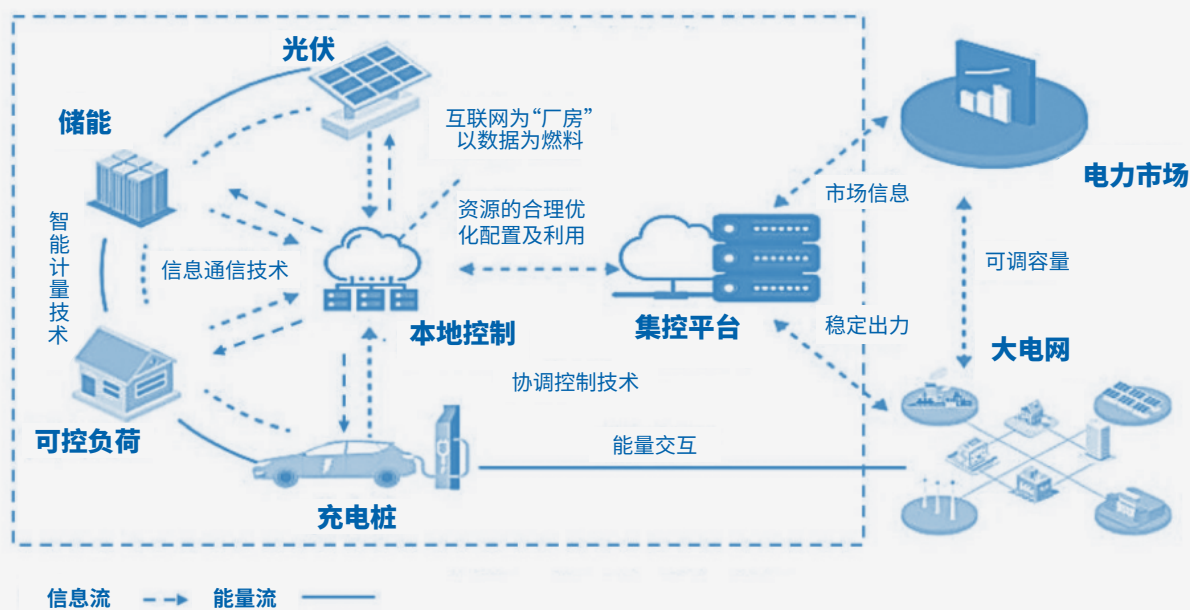 光伏
储能
互联网为“厂房”
以数据为燃料
电力市场
市场信息
资源的合理优
化配置及利用
智能计量技术
信息通信技术
可调容量
本地控制
集控平台
稳定出力
大电网
协调控制技术
可控负荷
能量交互
充电桩
信息流
能量流